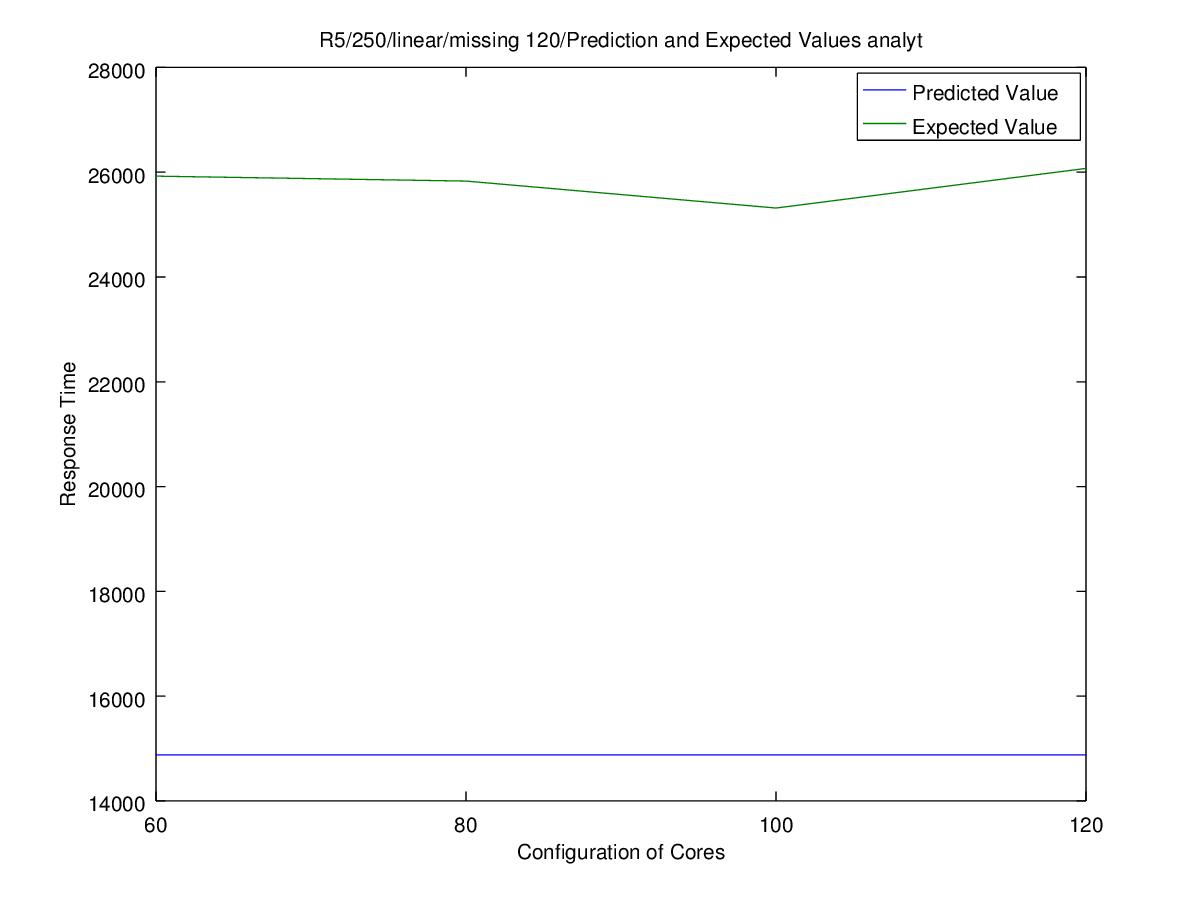 R5/250/linear/missing 120/Prediction and Expected Values analyt
28000
Predicted Value
Expected Value
26000
24000
22000
20000
18000
16000
14000
Response Time
60
80
100
120
Configuration of Cores